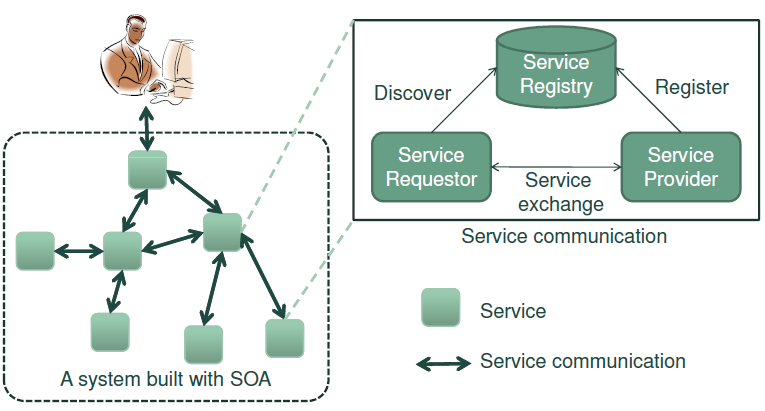 Service
Registry
Discover
Register
Service
Requestor
Service
Provider
Service
exchange
Service communication
Service
Service communication
A system built with SOA